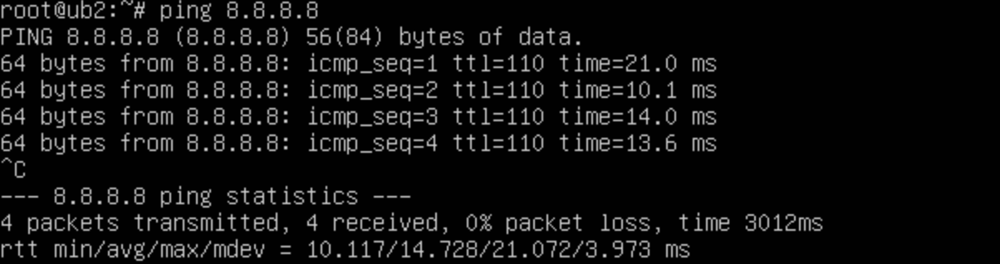 root@ub2:~# ping 8.8.8.8
PING 8.8.8.8 (8.8.8.8) 56(84) bytes of data.
64 bytes from 8.8.8.8: icmp_seq=1 ttl=110 time=21.0 ms
64 bytes from 8.8.8.8: icmp_seq=2 ttl=110 time=10.1 ms
64 bytes from 8.8.8.8: icmp_seq=3 ttl=110 time=14.0 ms
64 bytes from 8.8.8.8: icmp_seq=4 ttl=110 time=13.6 ms
^C
--- 8.8.8.8 ping statistics ---
4 packets transmitted, 4 received, 0% packet loss, time 3012ms
rtt min/avg/max/mdev = 10.117/14.728/21.072/3.973 ms